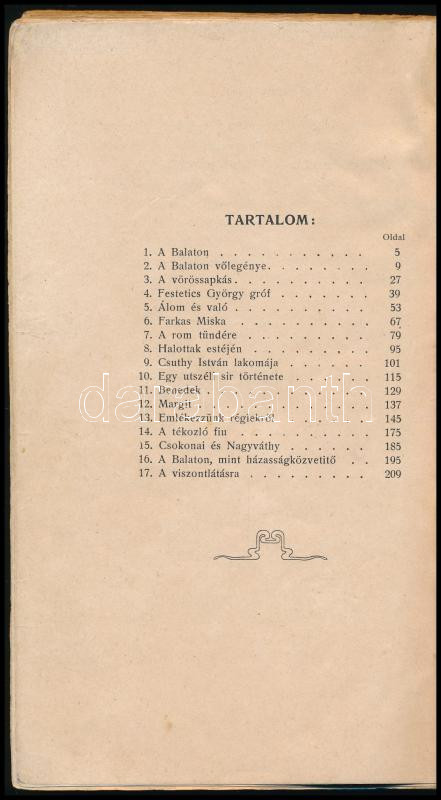 TARTALOM:
Oldal
1. A Balaton . . . . . . . . . . . 5
2. A Balaton vőlegénye. . . . . . . . 9
3. A vörössapkás. . . . . . . . . . 27
4. Festetics György gróf . . . . . . . 39
5. Álom és való . . . . . . . . . . 53
6. Farkas Miska . . . . . . . . . 67
7. A rom tündére . . . . . . . . . 79
8. Halottak estéjén . . . . . . . . . 95
9. Csuthy István lakomája . . . . . . . 101
10. Egy utszéli sir története . . . . . . . 115
11. Benedek . . . . . . . . . . . 129
12. Margit . . . . . . . . . . . . 137
13. Emlékezzünk régiekről . . . . . . . 145
14. A tékozló fiu . . . . . . . . . . 175
15. Csokonai és Nagyváthy . . . . . . 185
16. A Balaton, mint házasságközvetitő . . . 195
17. A viszontlátásra . . . . . . . . . 209
darabanth